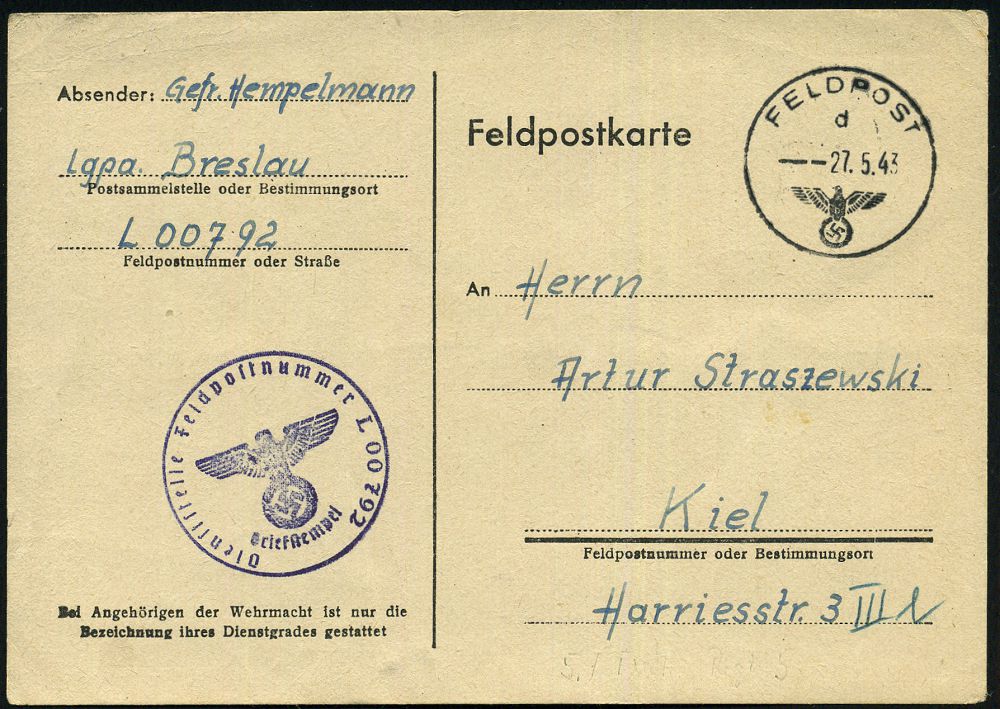 Absender: Gefr. Hempelmann
Lgpa. Breslau
Postsammelstelle oder Bestimmungsort
L 00792
Feldpostnummer oder Straße
Dienststelle Feldpostnummer L 00792
Briefstempel
Bei Angehörigen der Wehrmacht ist nur die
Bezeichnung ihres Dienstgrades gestattet
Feldpostkarte
FELDPOST
d
27.5.43
An Herrn
Artur Straszewski
Kiel
Feldpostnummer oder Bestimmungsort
Harriesstr. 3 III